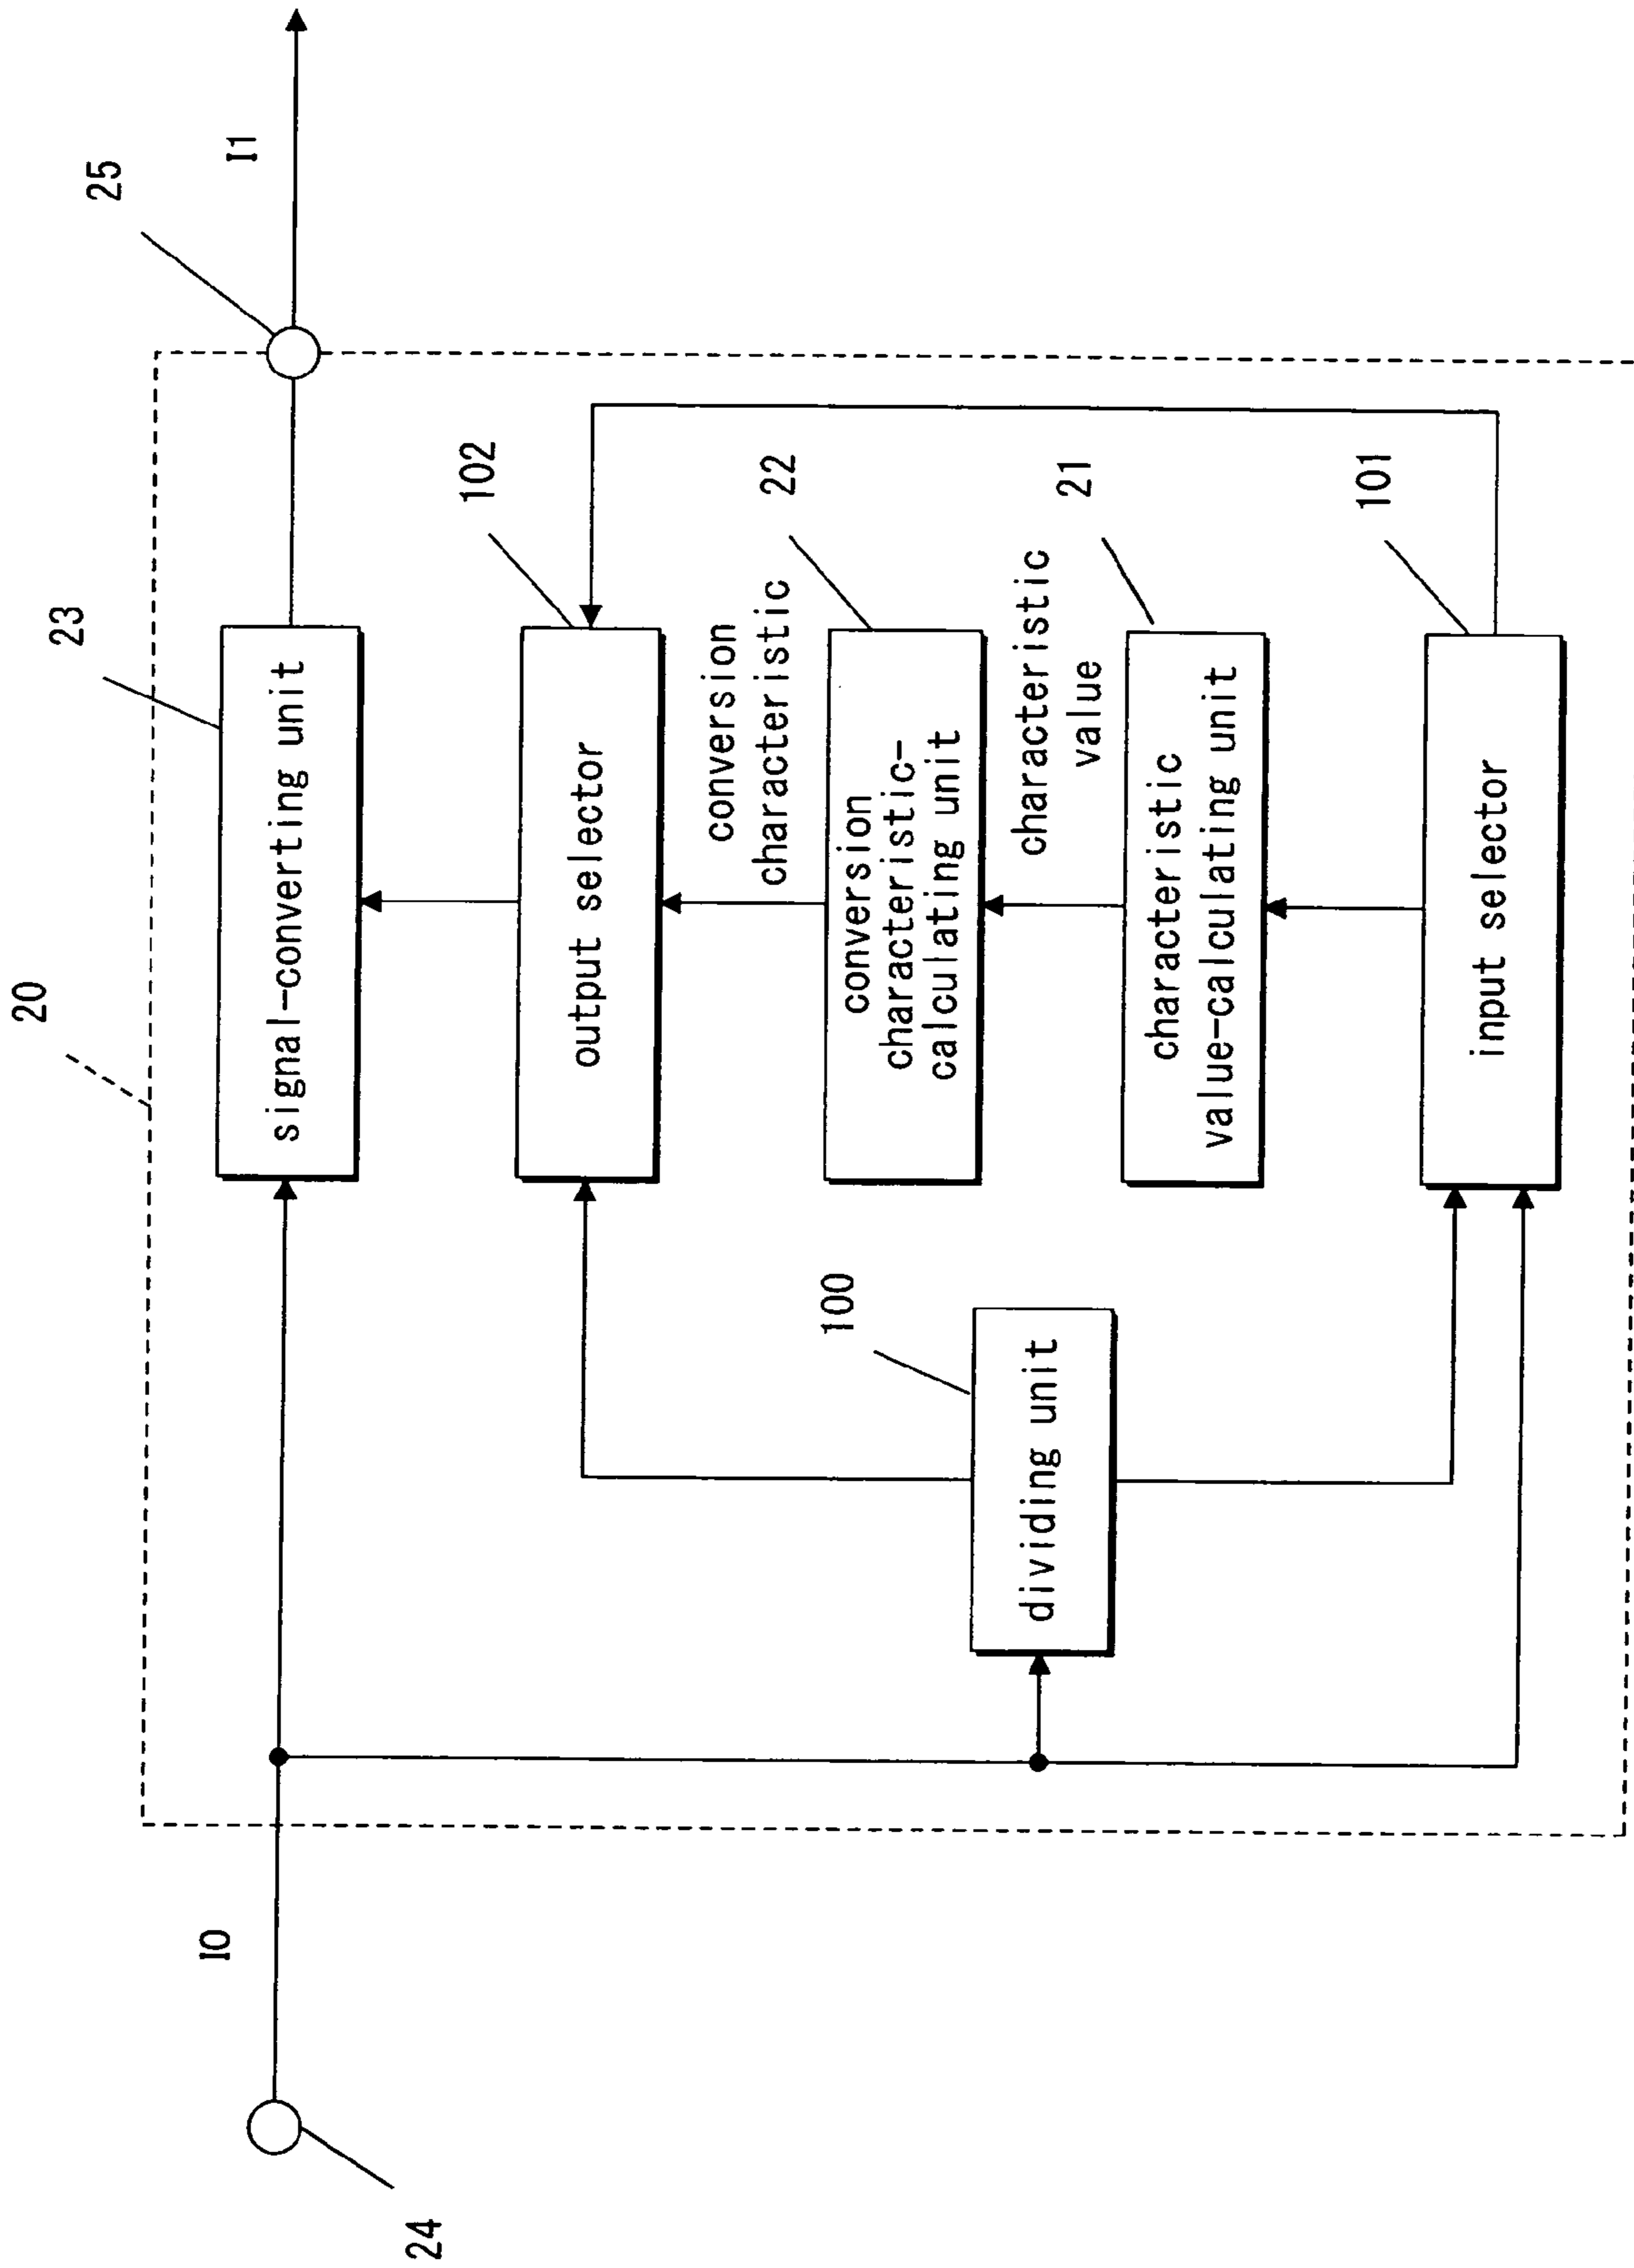 20
24
I0
23
signal-converting unit
25
I1
102
output selector
conversion
characteristic
22
conversion
characteristic-
calculating unit
characteristic
value
21
characteristic
value-calculating unit
100
dividing unit
101
input selector